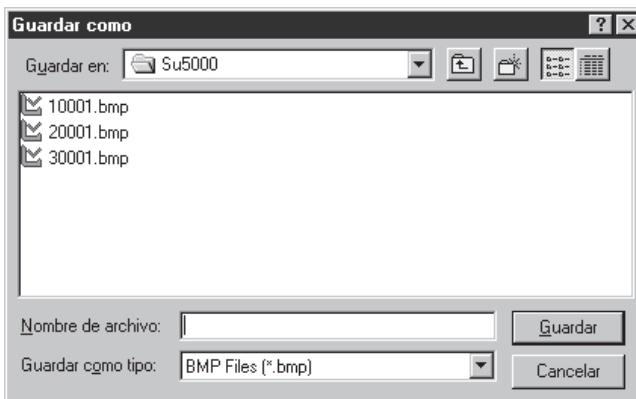 Guardar como
Guardar en: Su5000
10001.bmp
20001.bmp
30001.bmp
Nombre de archivo:
Guardar
Guardar como tipo: BMP Files (*.bmp)
Cancelar